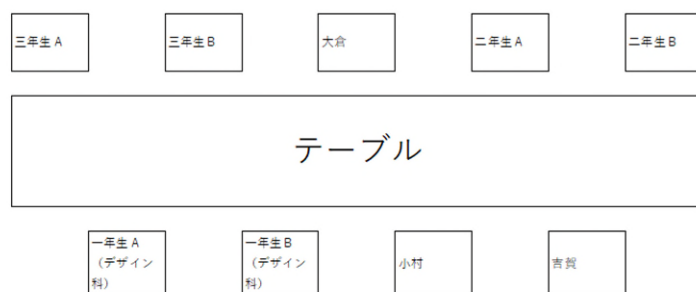 三年生A
三年生B
大倉
二年生A
二年生B
テーブル
一年生A
（デザイン
科）
一年生B
（デザイン
科）
小村
吉賀